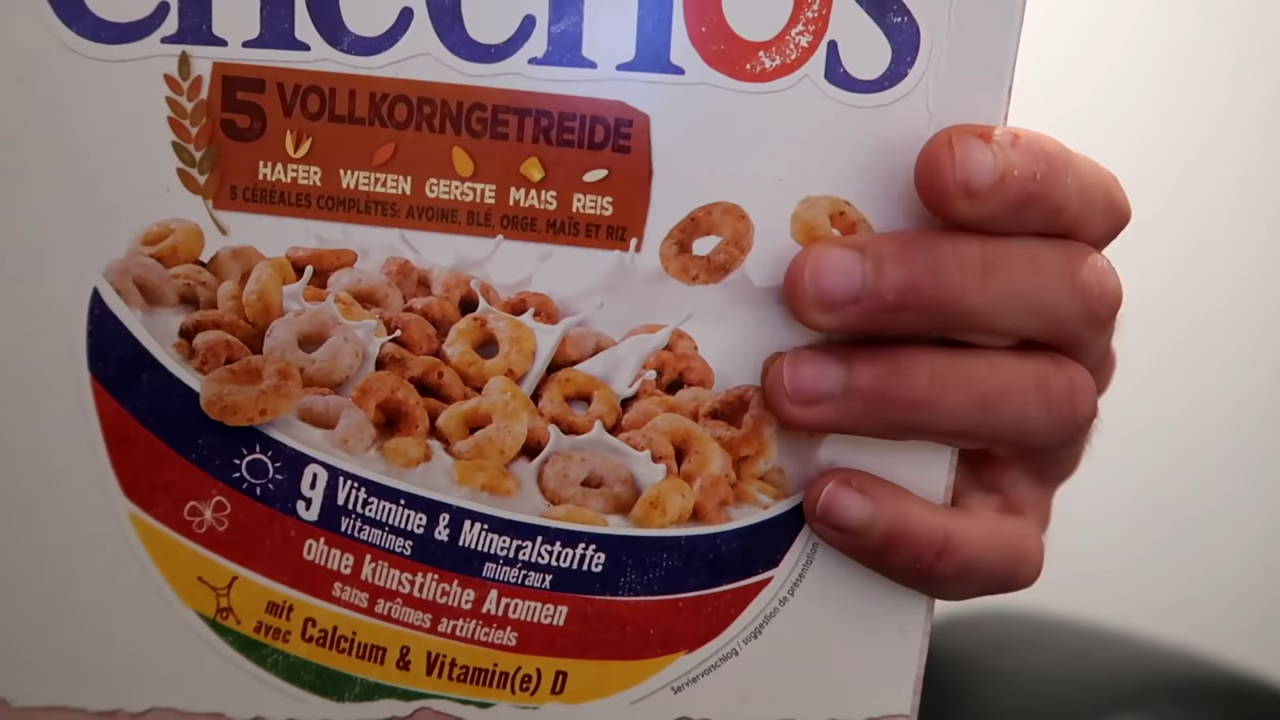 Cheerios
5 VOLLKORNGETREIDE
HAFER WEIZEN GERSTE MAIS REIS
5 CÉRÉALES COMPLÈTES: AVOINE, BLÉ, ORGE, MAÏS ET RIZ
9 Vitamine & Mineralstoffe
vitamines minéraux
ohne künstliche Aromen
sans arômes artificiels
mit
avec Calcium & Vitamin(e) D
Serviervorschlag / suggestion de présentation